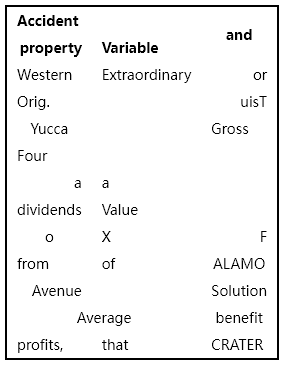 Accident property Variable and
Western Extraordinary or
Orig. uisT
Yucca Gross
Four
a a
dividends Value
o X F
from of ALAMO
Avenue Solution
Average benefit
profits, that CRATER